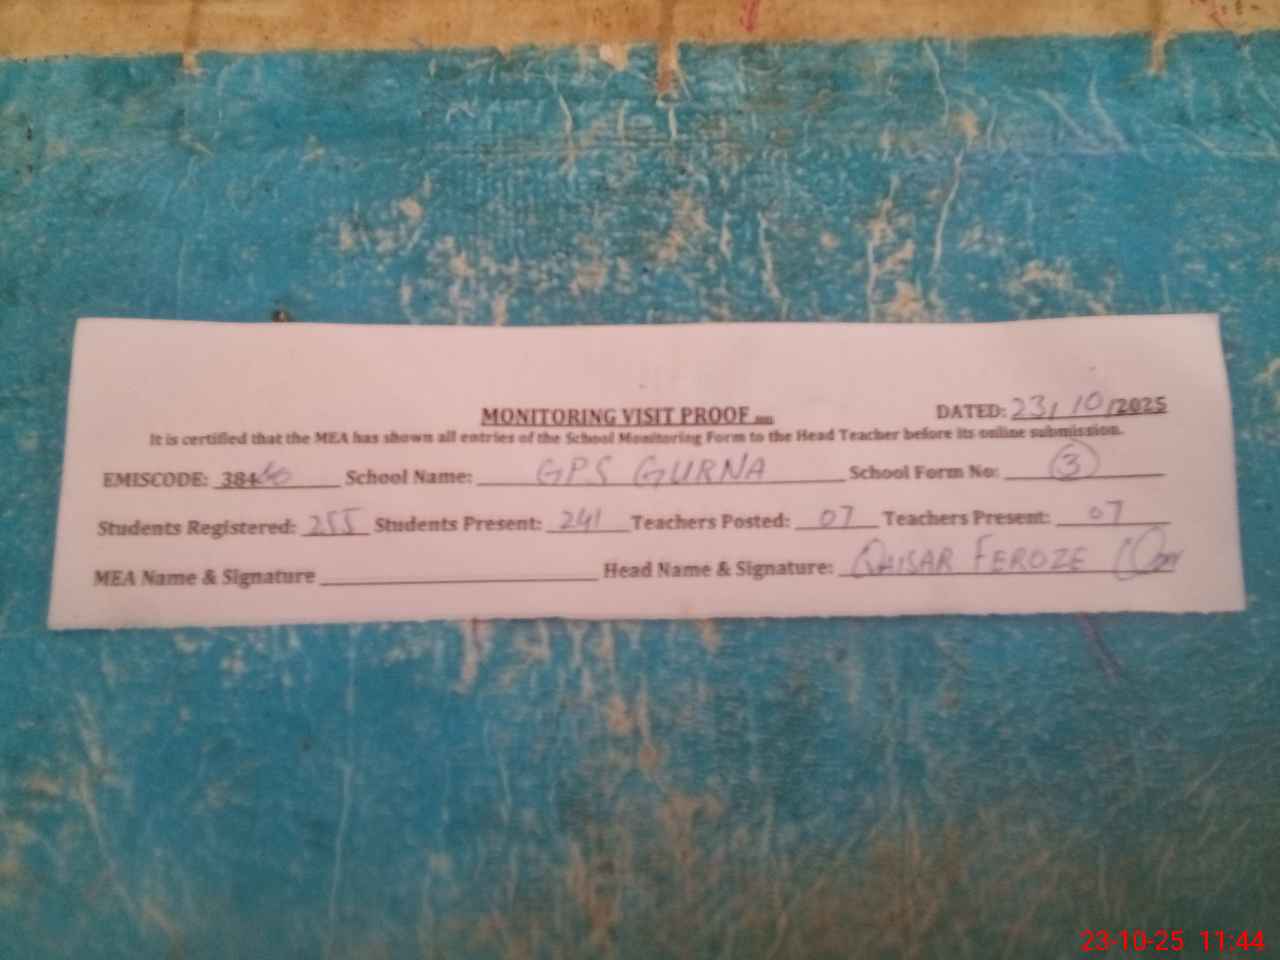 MONITORING VISIT PROOF
DATED: 23/10/2025
It is certified that the MEA has shown all entries of the School Monitoring Form to the Head Teacher before its online submission.
EMISCODE: School Name: GPS GURNA School Form No: 3
Students Registered: 255 Students Present: 241 Teachers Posted: 07 Teachers Present: 07
MEA Name & Signature Head Name & Signature: QAISAR FEROZE
23-10-25 11:44